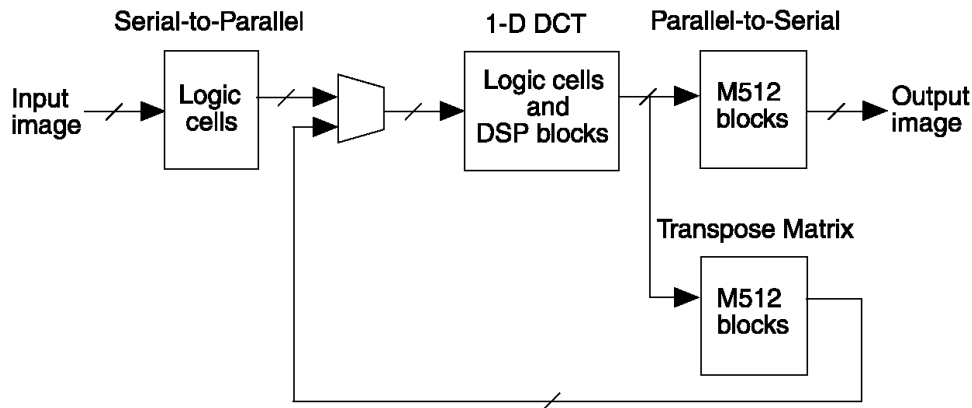 Serial-to-Parallel
1-D DCT
Parallel-to-Serial
Input
image
Logic
cells
Logic cells
and
DSP blocks
M512
blocks
Output
image
Transpose Matrix
M512
blocks